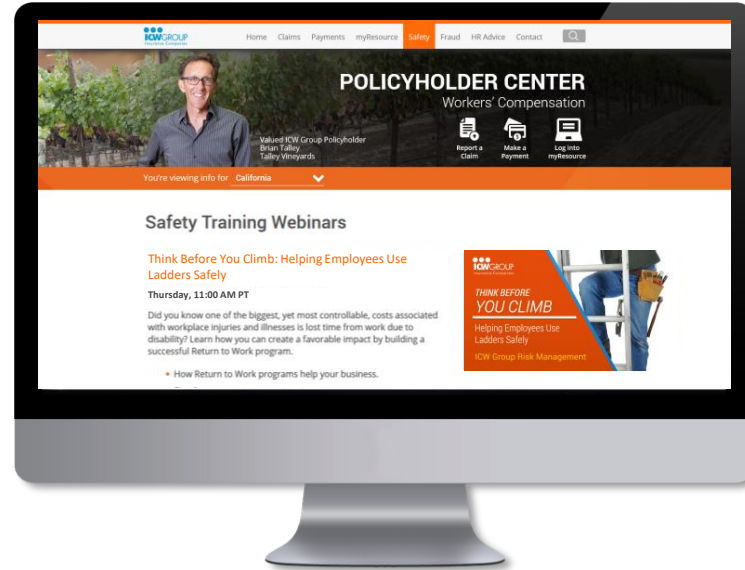 ICWGROUP
Insurance Companies
Home Claims Payments myResource Safety Fraud HR Advice Contact
POLICYHOLDER CENTER
Workers' Compensation
Valued ICW Group Policyholder
Brian Talley
Talley Vineyards
Report a
Claim
Make a
Payment
Log into
myResource
You're viewing info for California
Safety Training Webinars
Think Before You Climb: Helping Employees Use
Ladders Safely
Thursday, 11:00 AM PT
Did you know one of the biggest, yet most controllable, costs associated
with workplace injuries and illnesses is lost time from work due to
disability? Learn how you can create a favorable impact by building a
successful Return to Work program.
• How Return to Work programs help your business.
ICWGROUP
Insurance Companies
THINK BEFORE
YOU CLIMB
Helping Employees Use
Ladders Safely
ICW Group Risk Management